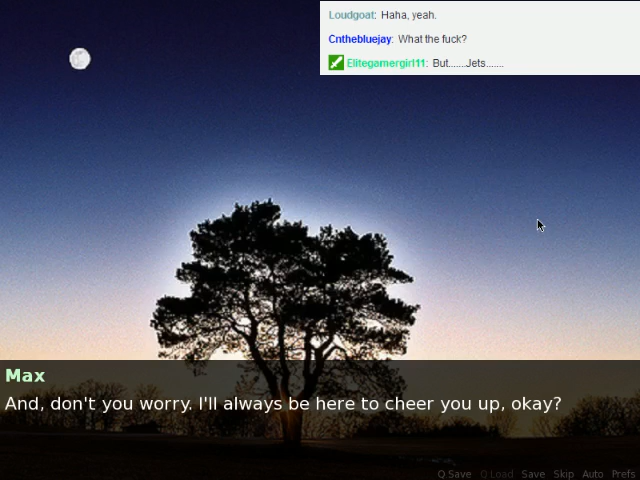 Loudgoat: Haha, yeah.
Cnthebluejay: What the fuck?
Elitegamergirl11: But......Jets.......
Max
And, don't you worry. I'll always be here to cheer you up, okay?
Q.Save Q.Load Save Skip Auto Prefs